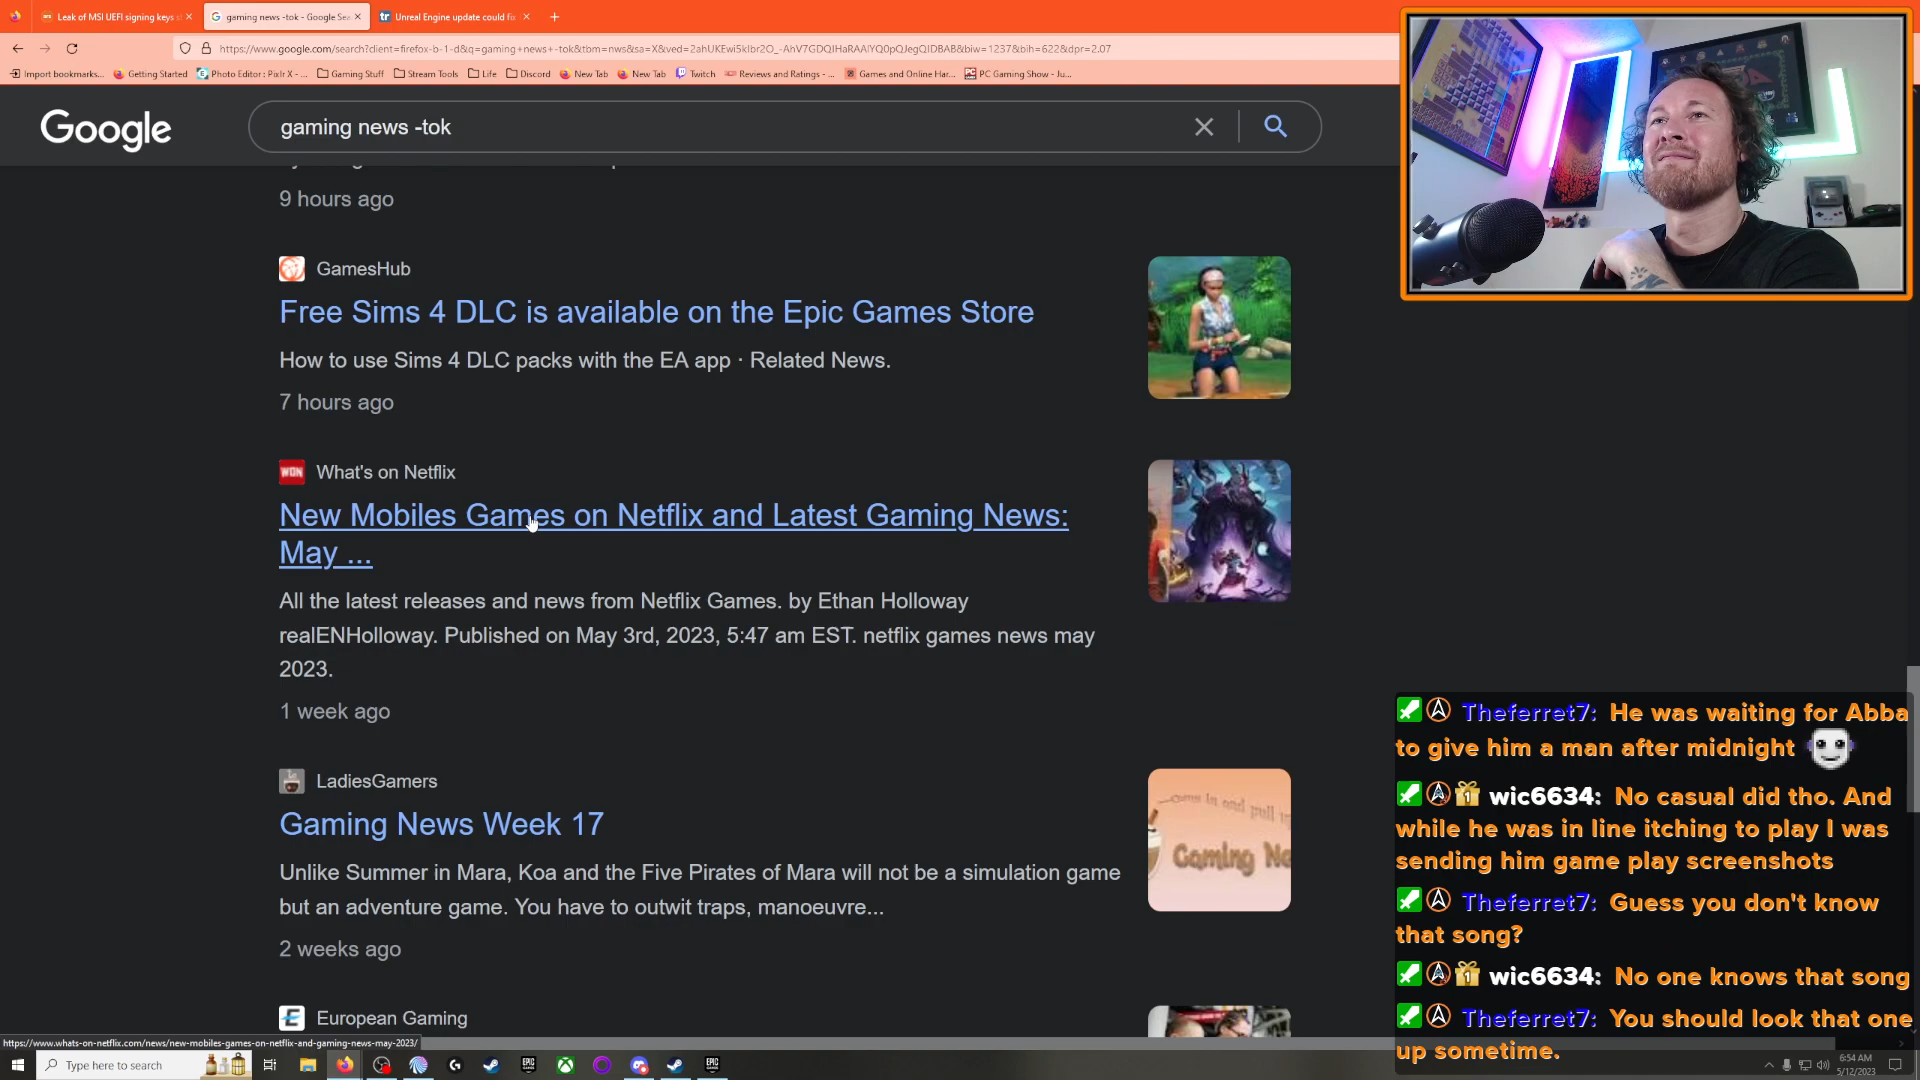 Leak of MSI UEFI signing keys s
gaming news -tok - Google Sea
Unreal Engine update could fix
https://www.google.com/search?client=firefox-b-1-d&q=gaming+news+-tok&tbm=nws&sa=X&ved=2ahUKEwi5kIbr2O_-AhV7GDQIHaRAAlYQ0pQJegQIDBAB&biw=1237&bih=622&dpr=2.07
Import bookmarks...
Getting Started
Photo Editor : Pixlr X - ...
Gaming Stuff
Stream Tools
Life
Discord
New Tab
New Tab
Twitch
Reviews and Ratings - ...
Games and Online Har...
PC Gaming Show - Ju...
Google
gaming news -tok
9 hours ago
GamesHub
Free Sims 4 DLC is available on the Epic Games Store
How to use Sims 4 DLC packs with the EA app · Related News.
7 hours ago
WON What's on Netflix
New Mobiles Games on Netflix and Latest Gaming News:
May ...
All the latest releases and news from Netflix Games. by Ethan Holloway
realENHolloway. Published on May 3rd, 2023, 5:47 am EST. netflix games news may
2023.
1 week ago
LadiesGamers
Gaming News Week 17
Unlike Summer in Mara, Koa and the Five Pirates of Mara will not be a simulation game
but an adventure game. You have to outwit traps, manoeuvre...
2 weeks ago
Gaming Ne
European Gaming
Theferret7: He was waiting for Abba
to give him a man after midnight
wic6634: No casual did tho. And
while he was in line itching to play I was
sending him game play screenshots
Theferret7: Guess you don't know
that song?
wic6634: No one knows that song
Theferret7: You should look that one
up sometime.
https://www.whats-on-netflix.com/news/new-mobiles-games-on-netflix-and-gaming-news-may-2023/
Type here to search
6:54 AM
5/12/2023